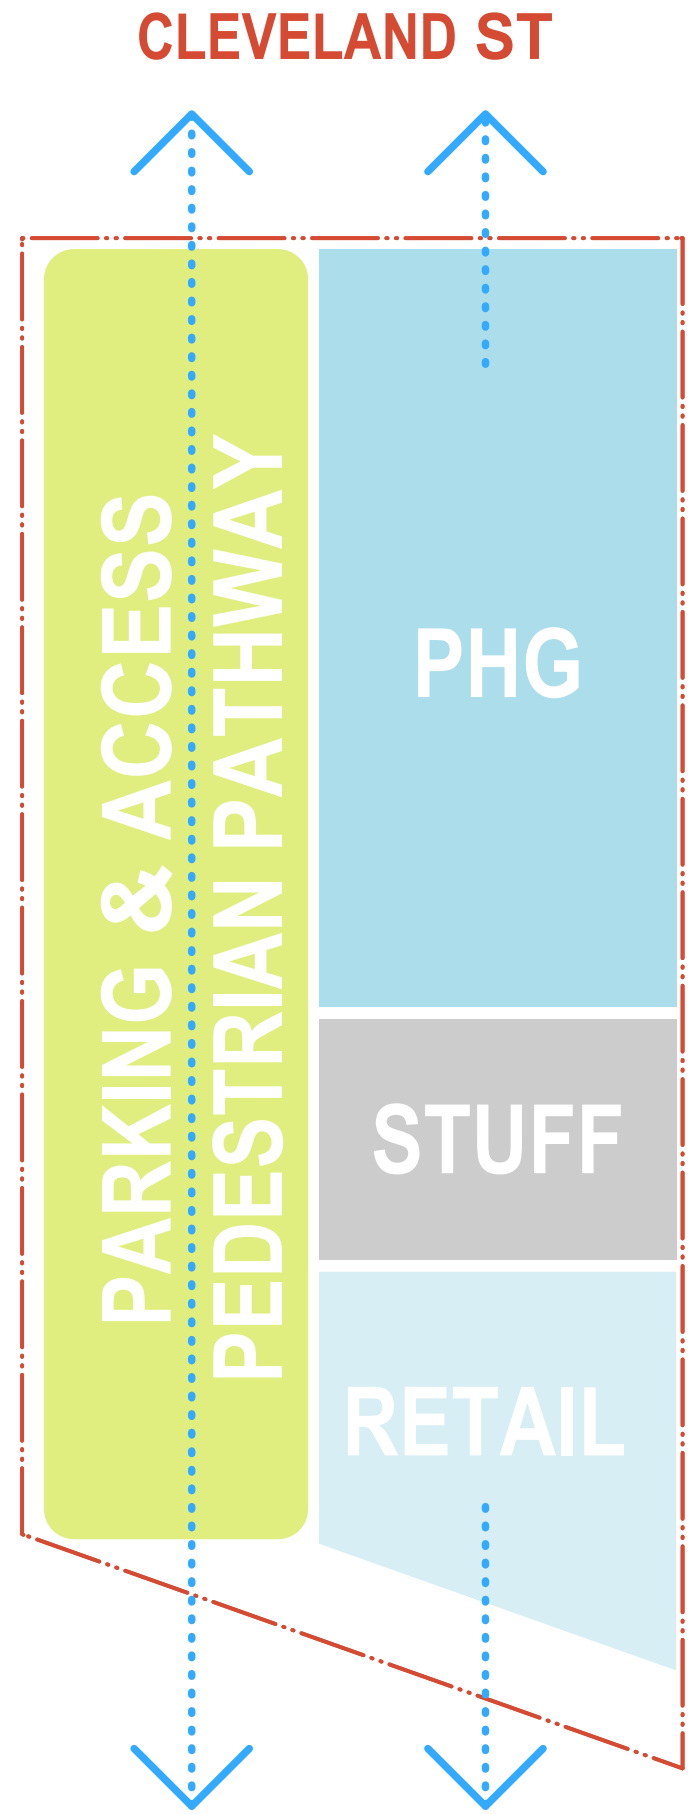 CLEVELAND ST
PARKING & ACCESS
PEDESTRIAN PATHWAY
PHG
STUFF
RETAIL